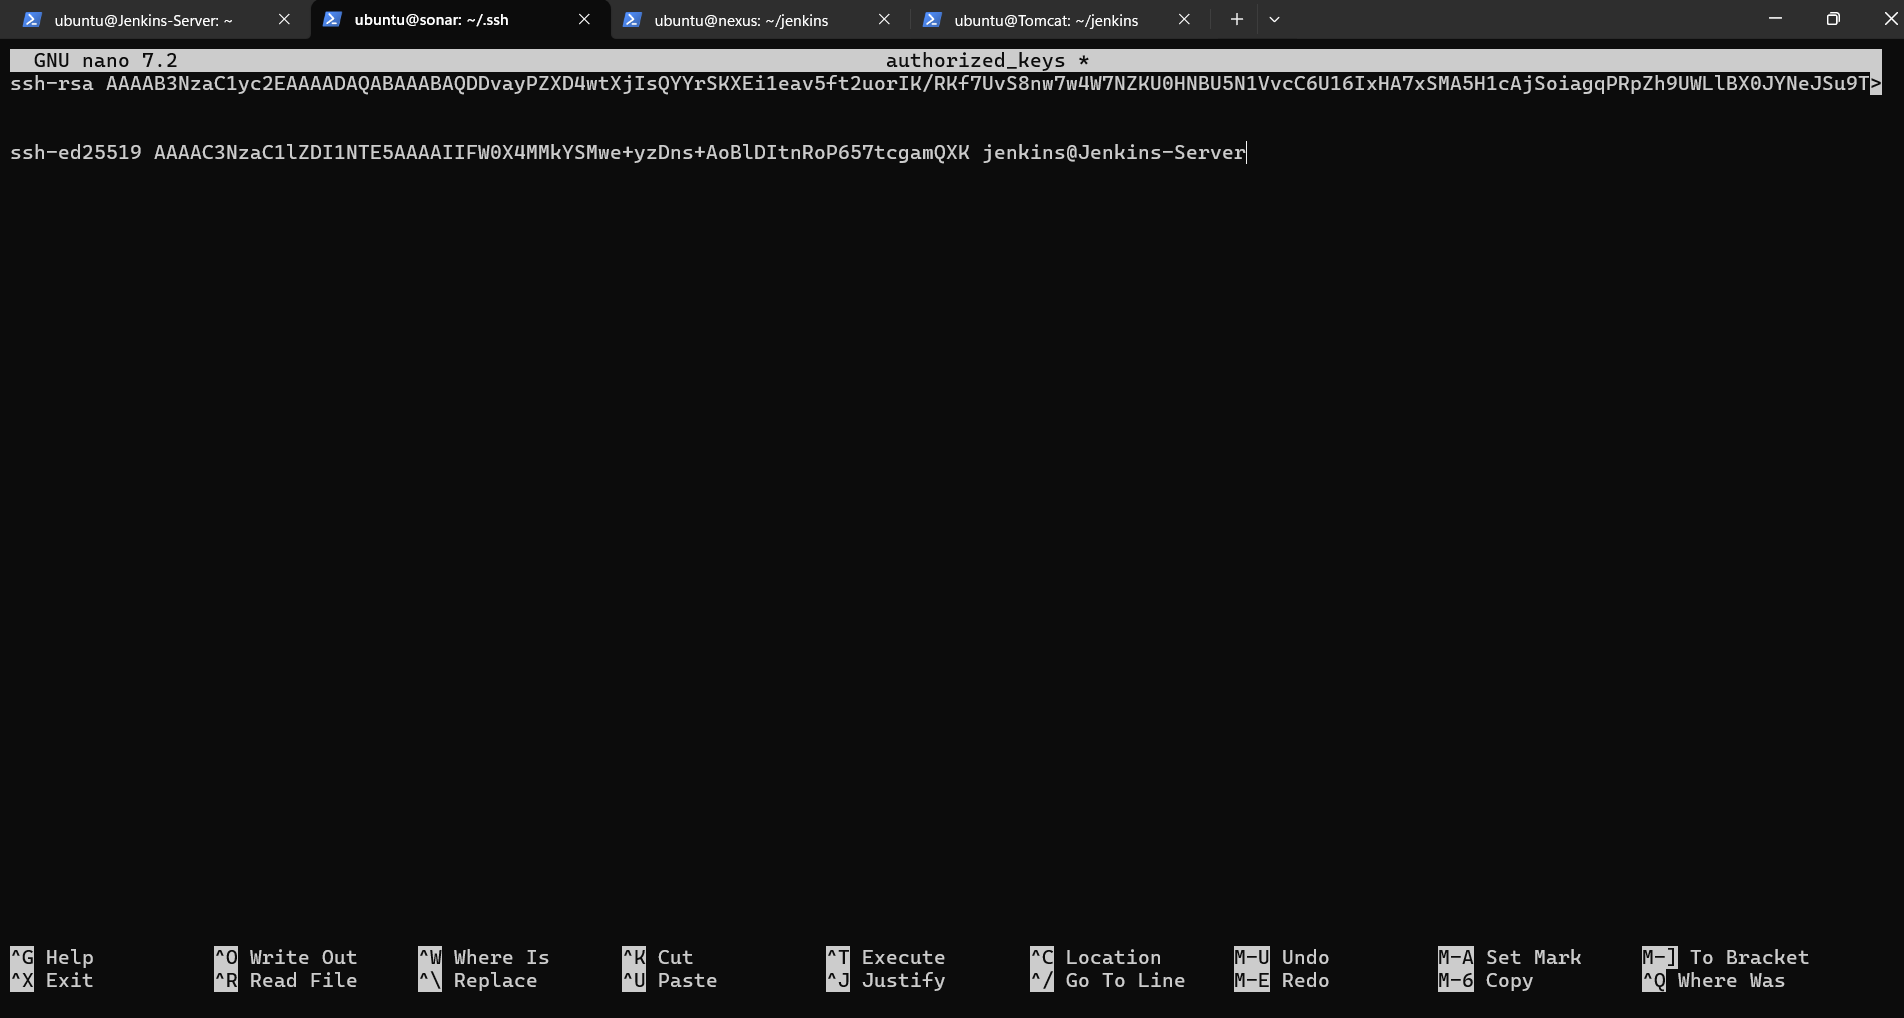 ubuntu@Jenkins-Server: ~
ubuntu@sonar: ~/.ssh
ubuntu@nexus: ~/jenkins
ubuntu@Tomcat: ~/jenkins
GNU nano 7.2 authorized_keys *
ssh-rsa AAAAB3NzaC1yc2EAAAADAQABAAABAQDDvayPZXD4wtXjIsQYYrSKXEi1eav5ft2uorIK/RKf7UvS8nw7w4W7NZKU0HNBU5N1VvcC6U16IxHA7xSMA5H1cAjSoiagqPRpZh9UWLlBX0JYNeJSu9T>
ssh-ed25519 AAAAC3NzaC1lZDI1NTE5AAAAIIFW0X4MMkYSMwe+yzDns+AoBlDItnRoP657tcgamQXK jenkins@Jenkins-Server
^G Help ^O Write Out ^W Where Is ^K Cut ^T Execute ^C Location M-U Undo M-A Set Mark M-] To Bracket
^X Exit ^R Read File ^\ Replace ^U Paste ^J Justify ^/ Go To Line M-E Redo M-6 Copy ^Q Where Was